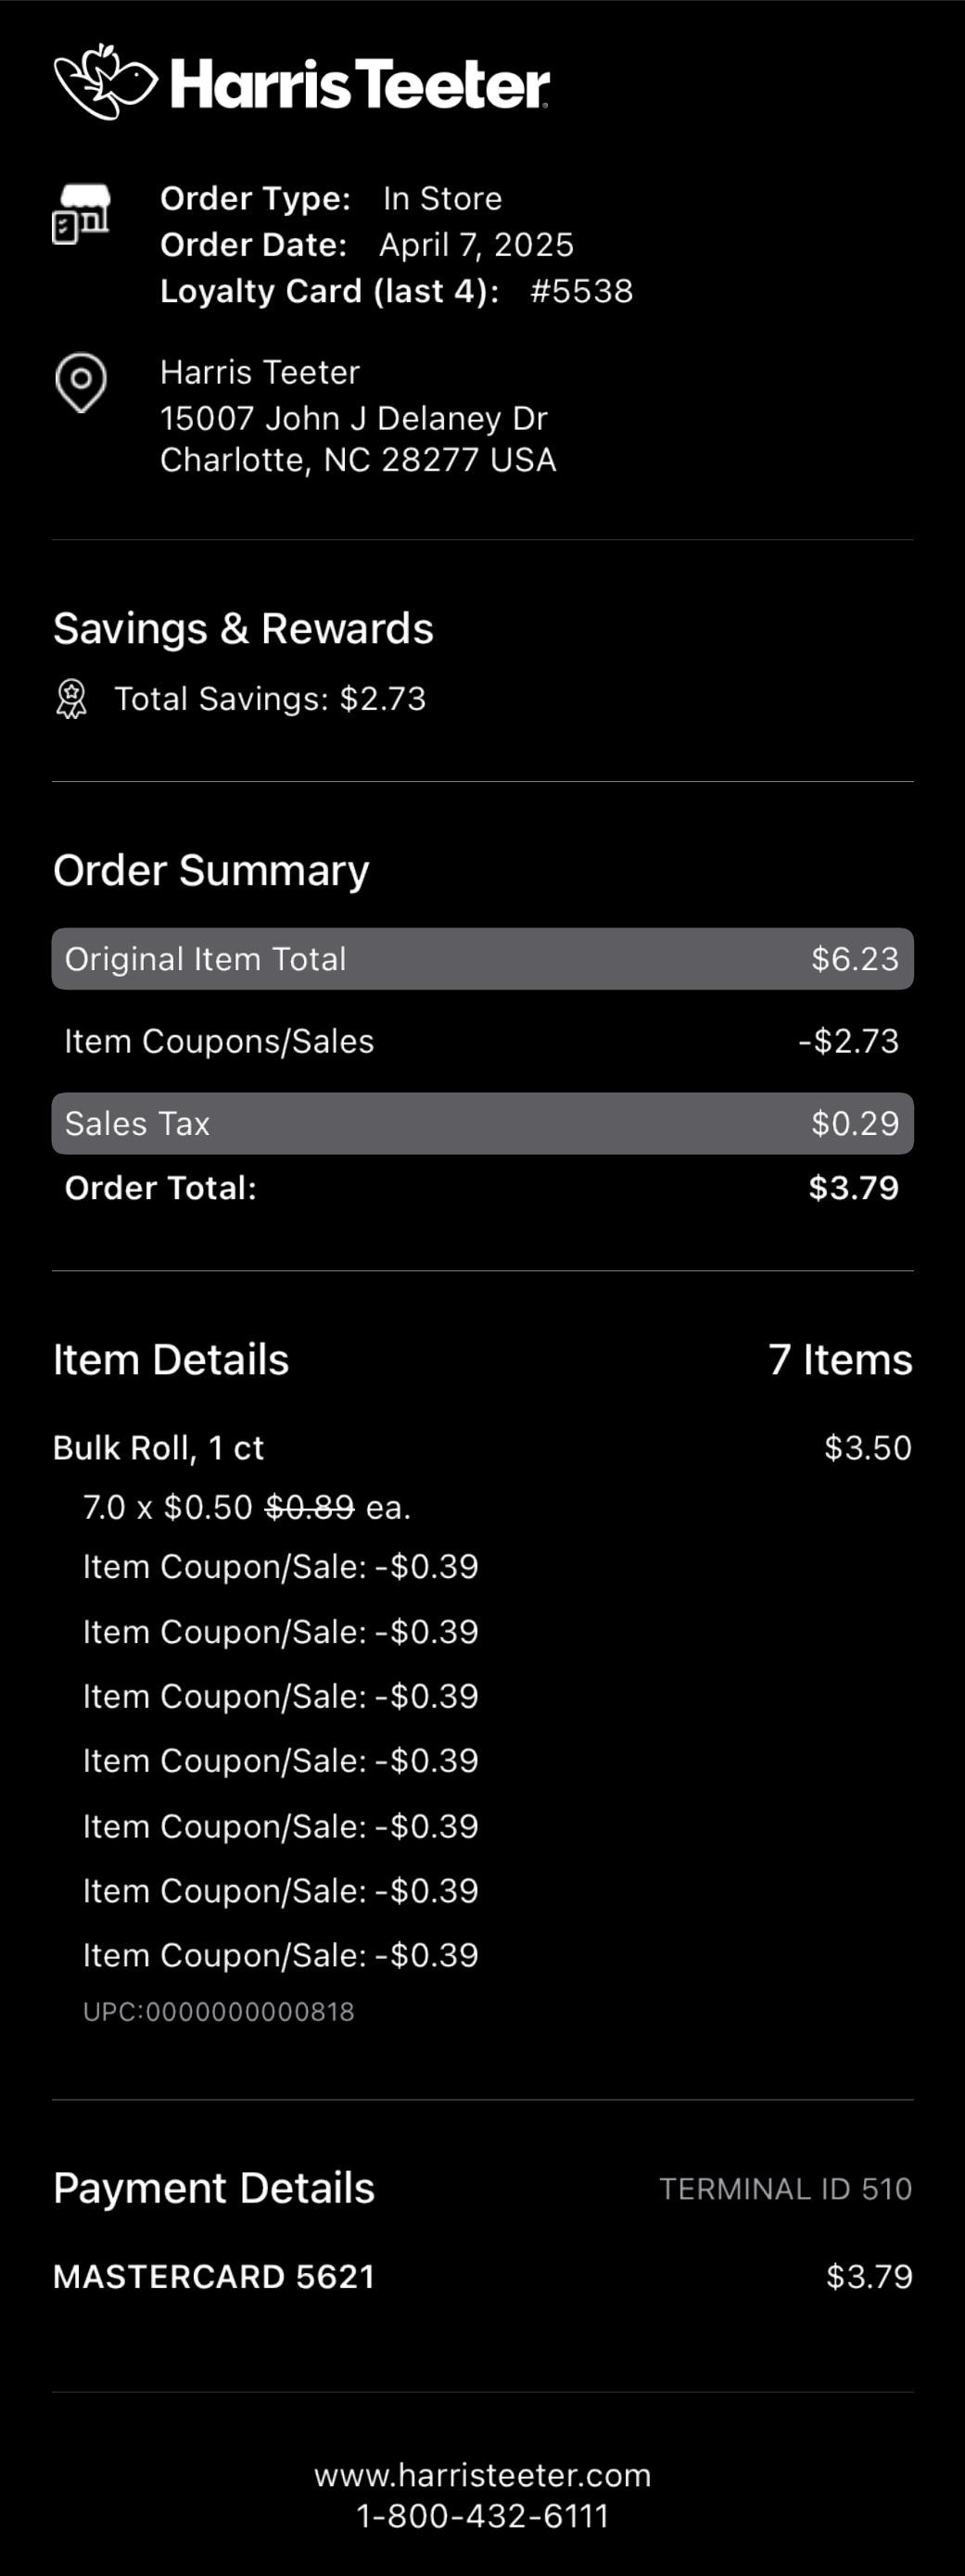 Harris Teeter
Order Type: In Store
Order Date: April 7, 2025
Loyalty Card (last 4): #5538
Harris Teeter
15007 John J Delaney Dr
Charlotte, NC 28277 USA
Savings & Rewards
Total Savings: $2.73
Order Summary
Original Item Total $6.23
Item Coupons/Sales -$2.73
Sales Tax $0.29
Order Total: $3.79
Item Details 7 Items
Bulk Roll, 1 ct $3.50
7.0 x $0.50 $0.89 ea.
Item Coupon/Sale: -$0.39
Item Coupon/Sale: -$0.39
Item Coupon/Sale: -$0.39
Item Coupon/Sale: -$0.39
Item Coupon/Sale: -$0.39
Item Coupon/Sale: -$0.39
Item Coupon/Sale: -$0.39
UPC:0000000000818
Payment Details TERMINAL ID 510
MASTERCARD 5621 $3.79
www.harristeeter.com
1-800-432-6111